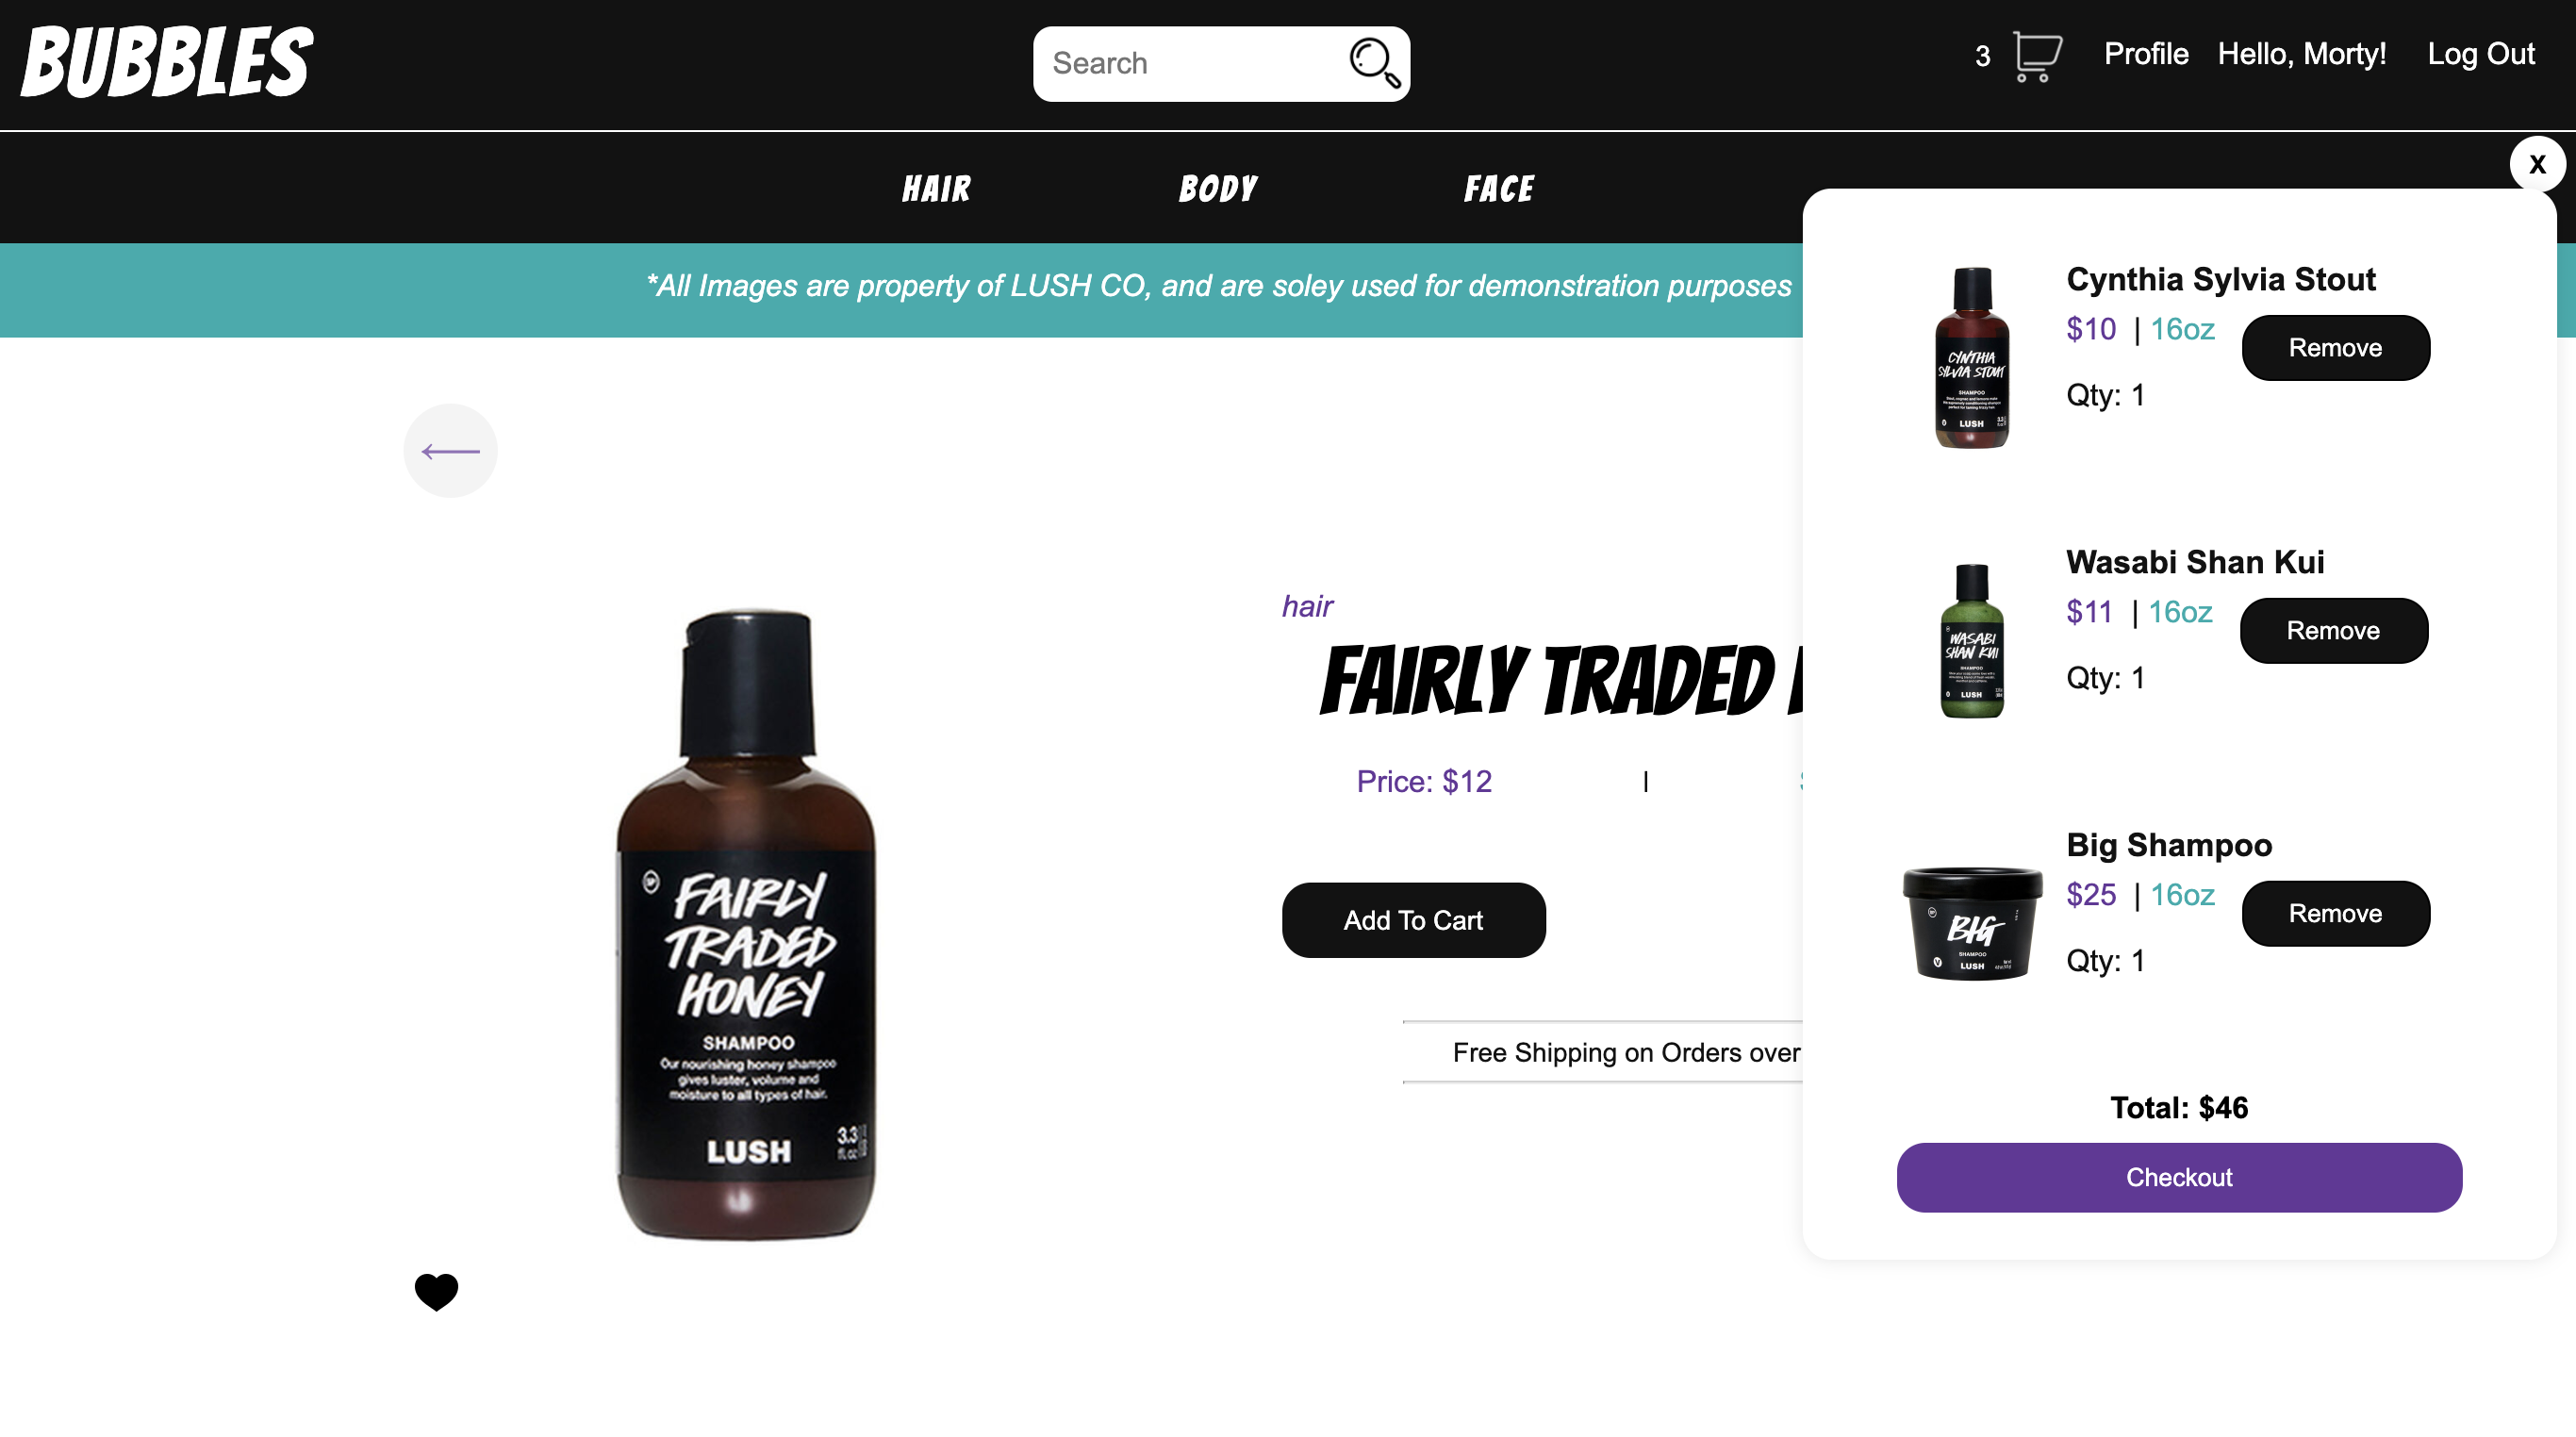 BUBBLES
Search
3
Profile
Hello, Morty!
Log Out
HAIR
BODY
FACE
X
*All Images are property of LUSH CO, and are soley used for demonstration purposes
hair
FAIRLY TRADED
Price: $12
|
Add To Cart
Free Shipping on Orders over
FAIRLY
TRADED
HONEY
SHAMPOO
Our nourishing honey shampoo
gives luster, volume and
moisture to all types of hair.
LUSH
3.3
fl. oz
Cynthia Sylvia Stout
$10 | 16oz
Remove
Qty: 1
CYNTHIA
SYLVIA STOUT
SHAMPOO
LUSH
Wasabi Shan Kui
$11 | 16oz
Remove
Qty: 1
WASABI
SHAN KUI
SHAMPOO
LUSH
Big Shampoo
$25 | 16oz
Remove
Qty: 1
BIG
SHAMPOO
LUSH
Total: $46
Checkout